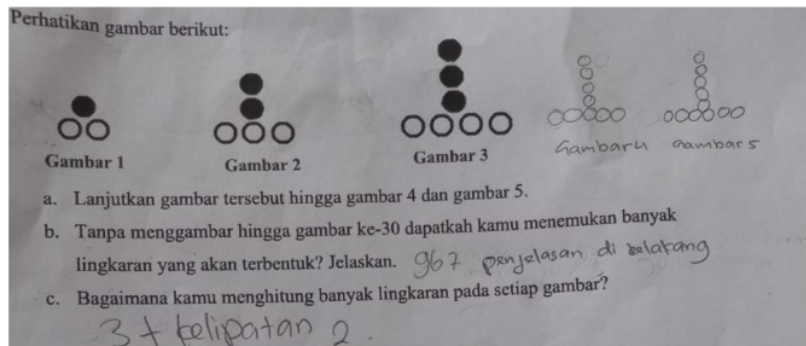 Perhatikan gambar berikut:
Gambar 1 Gambar 2 Gambar 3 Gambar 4 Gambar 5
a. Lanjutkan gambar tersebut hingga gambar 4 dan gambar 5.
b. Tanpa menggambar hingga gambar ke-30 dapatkah kamu menemukan banyak
lingkaran yang akan terbentuk? Jelaskan. 967 penjelasan di belakang
c. Bagaimana kamu menghitung banyak lingkaran pada setiap gambar?
3 + kelipatan 2.